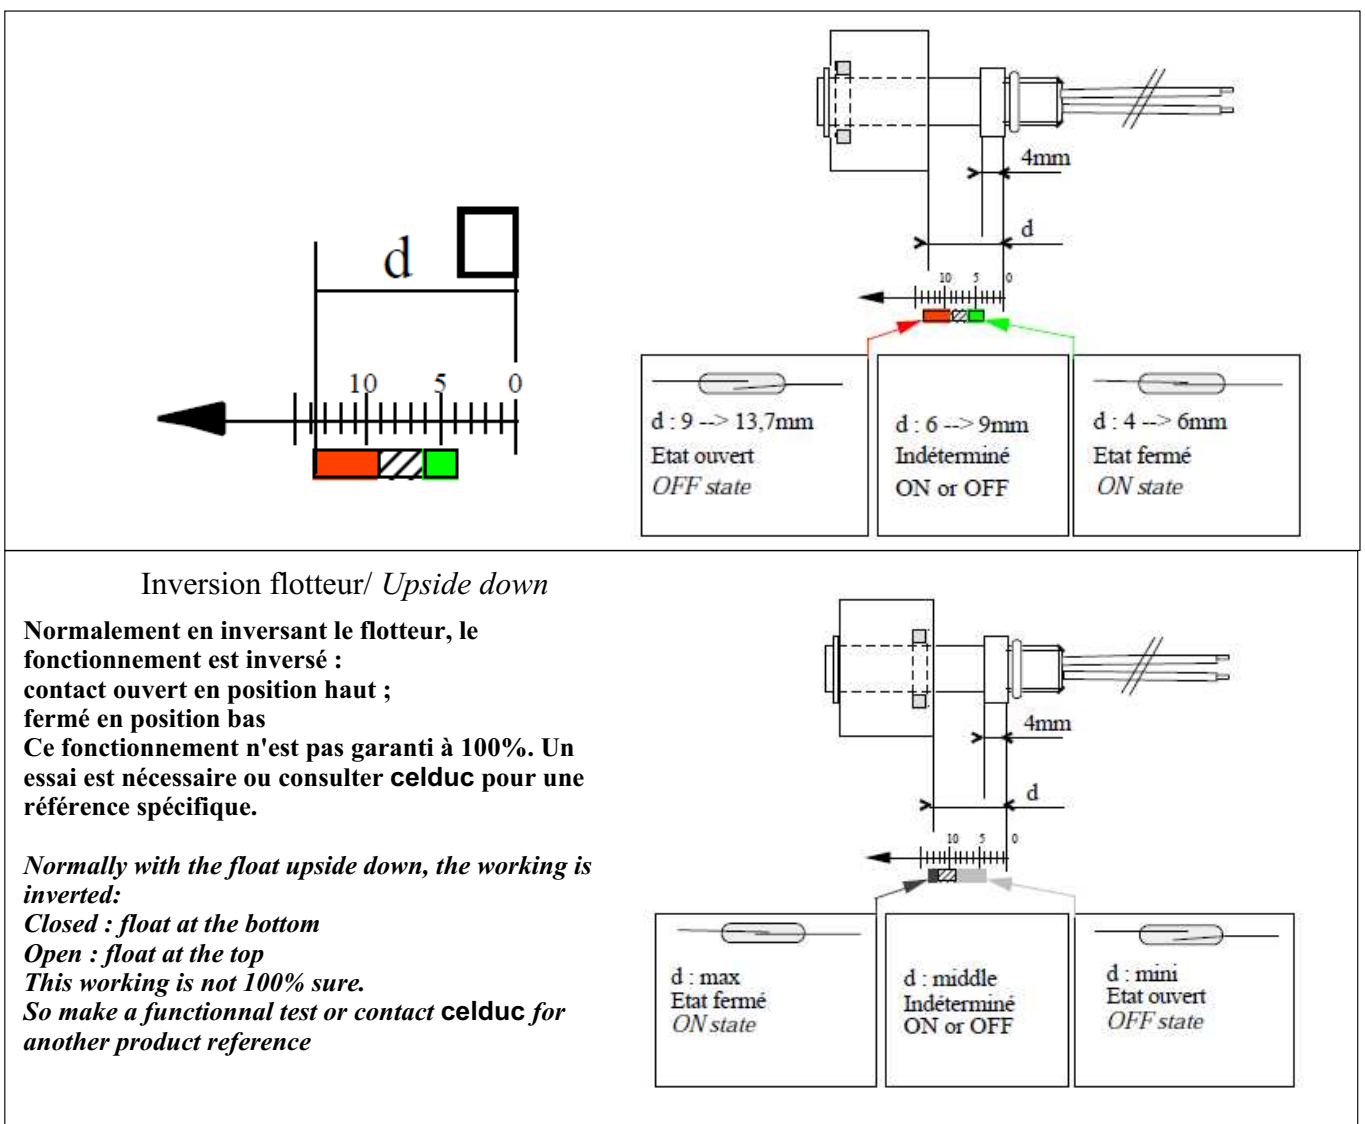 4mm
d
10 5 0
d
10 5 0
d : 9 --> 13,7mm
Etat ouvert
OFF state
d : 6 --> 9mm
Indéterminé
ON or OFF
d : 4 --> 6mm
Etat fermé
ON state
Inversion flotteur/ Upside down
Normalement en inversant le flotteur, le
fonctionnement est inversé :
contact ouvert en position haut ;
fermé en position bas
Ce fonctionnement n'est pas garanti à 100%. Un
essai est nécessaire ou consulter celduc pour une
référence spécifique.
Normally with the float upside down, the working is
inverted:
Closed : float at the bottom
Open : float at the top
This working is not 100% sure.
So make a functionnal test or contact celduc for
another product reference
4mm
d
10 5 0
d : max
Etat fermé
ON state
d : middle
Indéterminé
ON or OFF
d : mini
Etat ouvert
OFF state